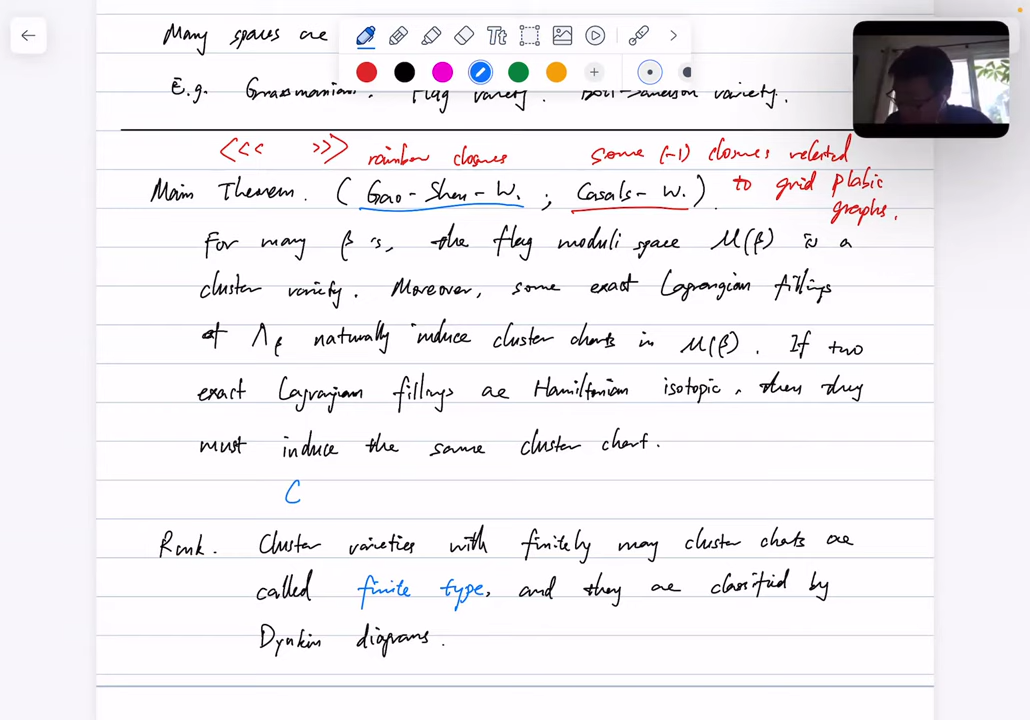 Many spaces are
E.g. Grassmannian. Flag variety. Bott-Samelson variety.
<<< >>> rainbow closures some (-1) closures related
Main Theorem. (Gao-Shen-W. ; Casals-W.). to grid plabic
graphs.
For many β's, the flag moduli space M(β) is a
cluster variety. Moreover, some exact Lagrangian fillings
of Λβ naturally induce cluster charts in M(β). If two
exact Lagrangian fillings are Hamiltonian isotopic, then they
must induce the same cluster chart.
C
Rmk. Cluster varieties with finitely many cluster charts are
called finite type, and they are classified by
Dynkin diagrams.